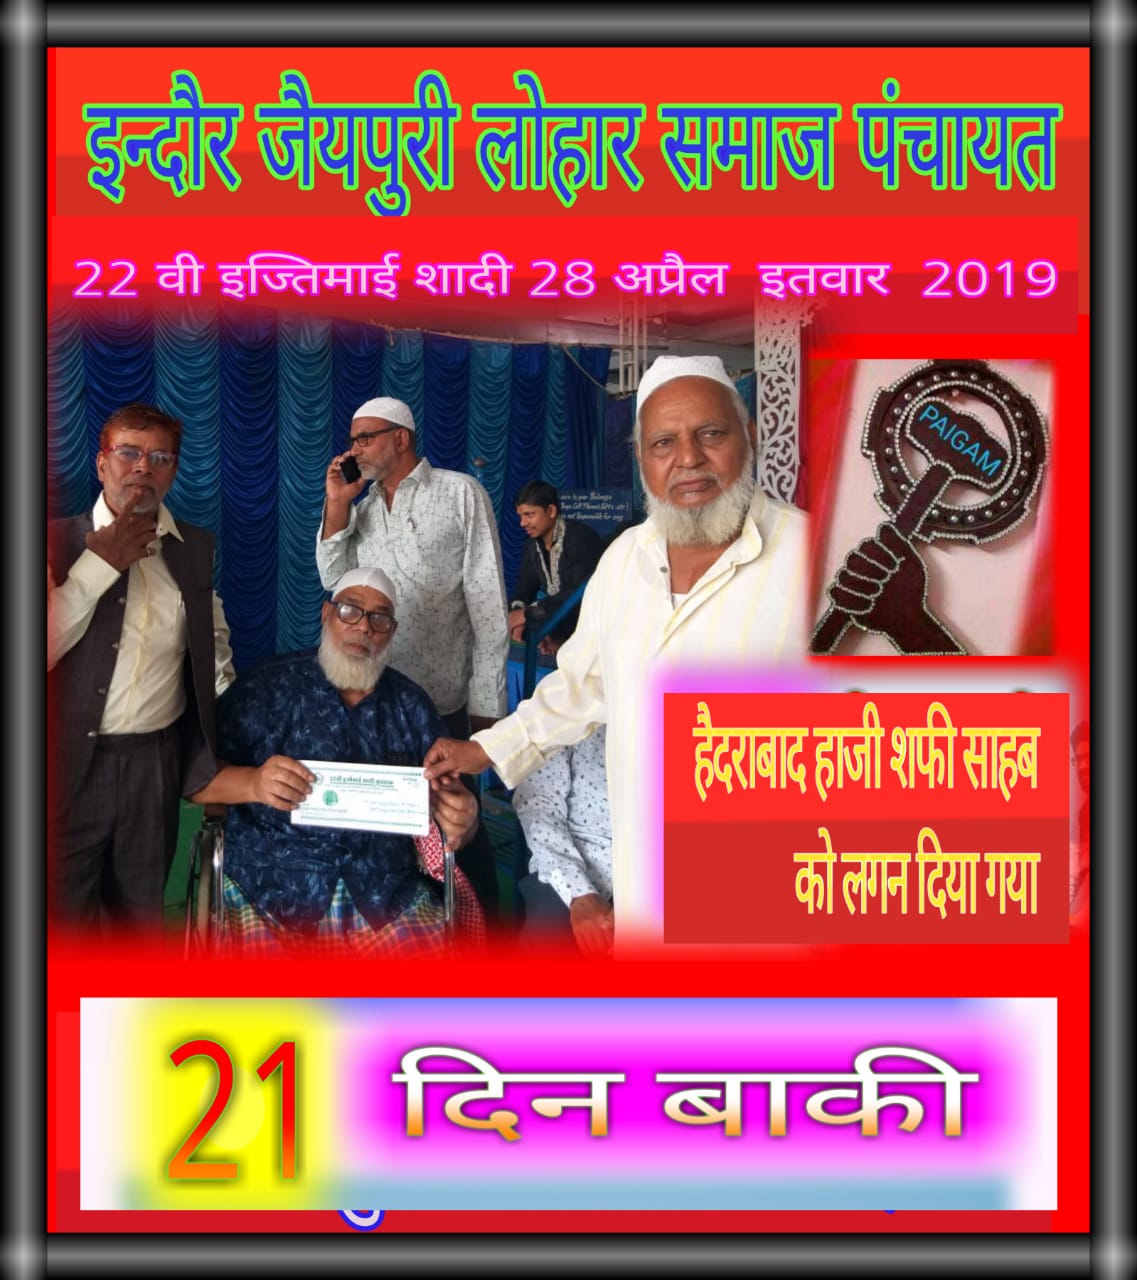 इन्दौर जैयपुरी लोहार समाज पंचायत
22 वी इज्तिमाई शादी 28 अप्रैल इतवार 2019
PAIGAM
हैदराबाद हाजी शफी साहब
को लगन दिया गया
21 दिन बाकी